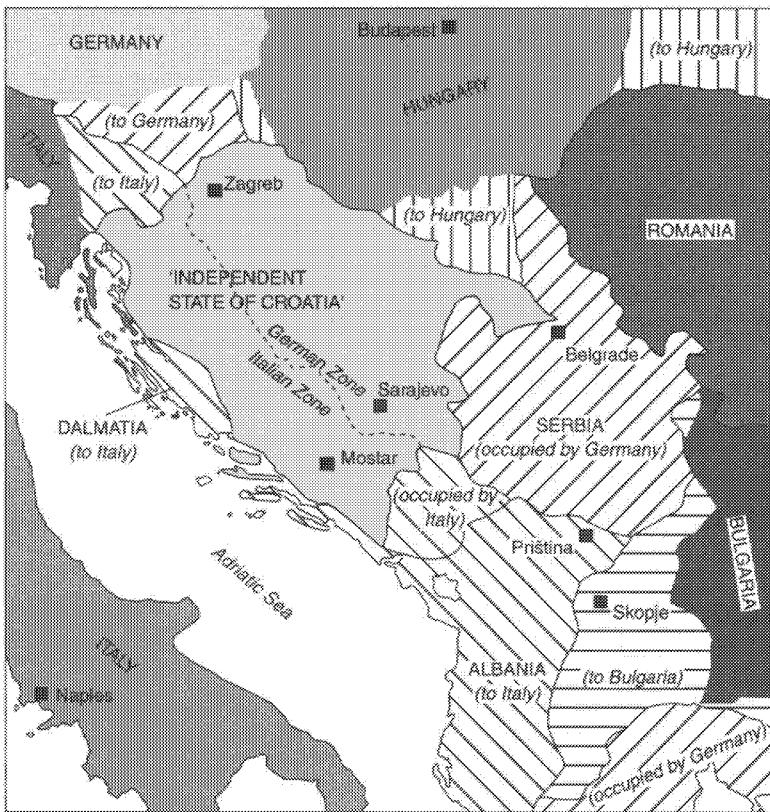 GERMANY
Budapest
(to Hungary)
HUNGARY
ITALY
(to Germany)
(to Italy)
Zagreb
(to Hungary)
ROMANIA
'INDEPENDENT
STATE OF CROATIA'
German Zone
Italian Zone
Belgrade
Sarajevo
DALMATIA
(to Italy)
SERBIA
(occupied by Germany)
Mostar
(occupied by
Italy)
Priština
BULGARIA
Adriatic Sea
Skopje
ITALY
Naples
ALBANIA
(to Italy)
(to Bulgaria)
(occupied by Germany)